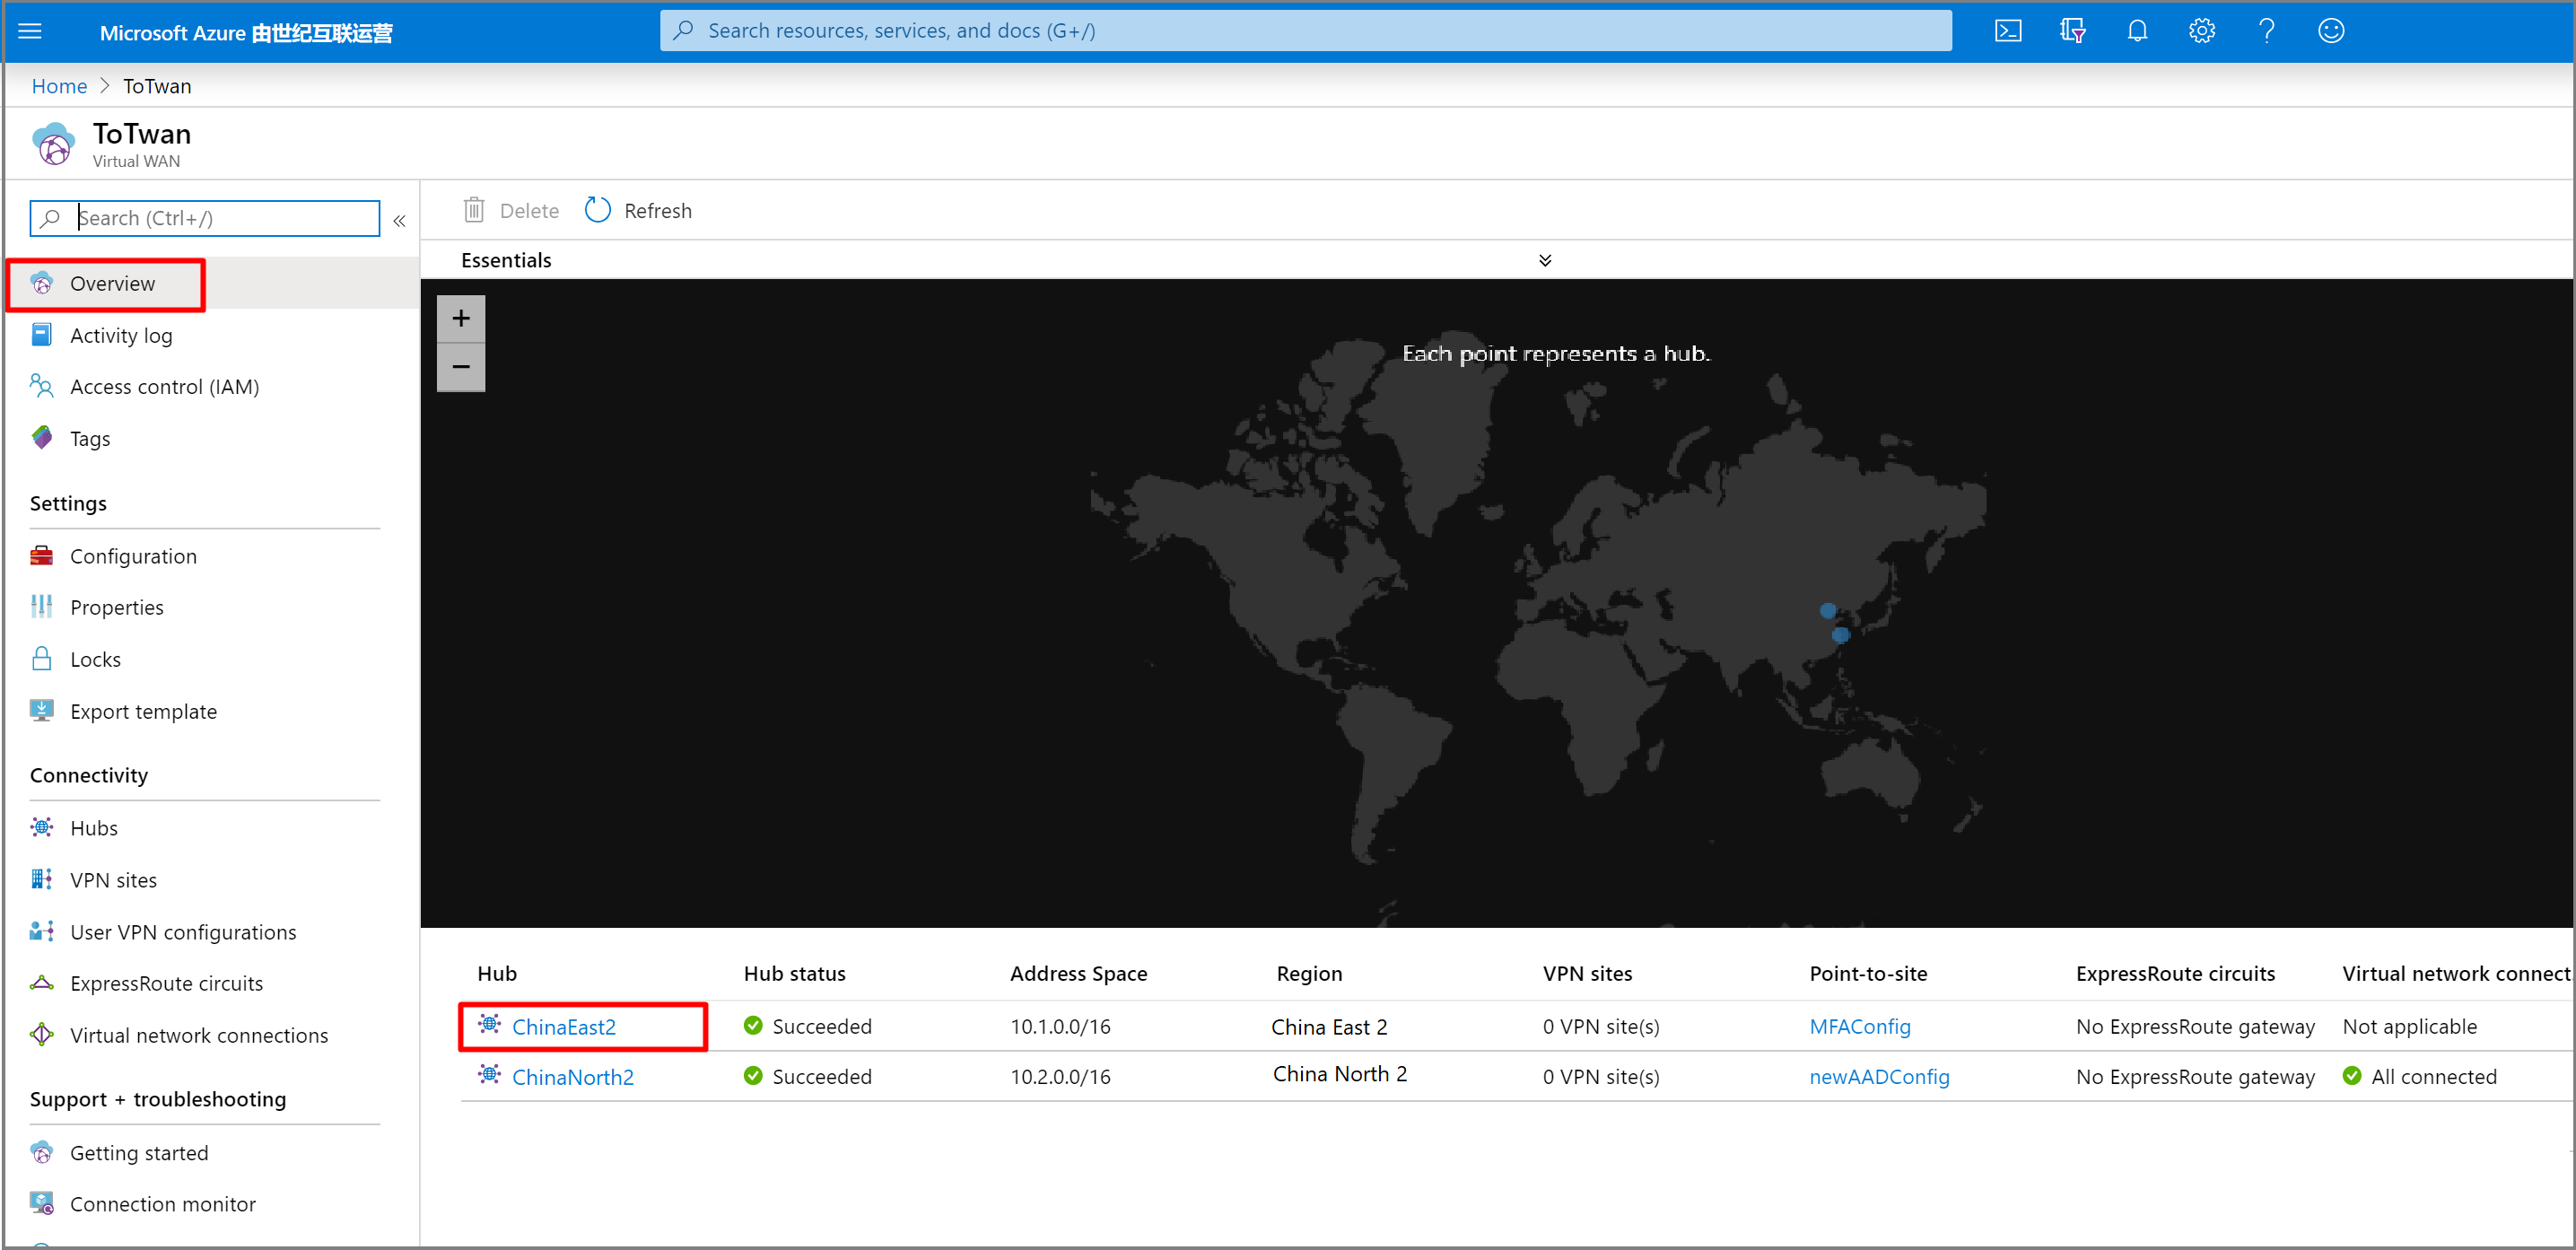 Microsoft Azure 由世纪互联运营
Search resources, services, and docs (G+/)
Home > ToTwan
ToTwan
Virtual WAN
Search (Ctrl+/)
«
Delete
Refresh
Essentials
Overview
Activity log
Access control (IAM)
Tags
Settings
Configuration
Properties
Locks
Export template
Connectivity
Hubs
VPN sites
User VPN configurations
ExpressRoute circuits
Virtual network connections
Support + troubleshooting
Getting started
Connection monitor
+
−
Each point represents a hub.
Hub Hub status Address Space Region VPN sites Point-to-site ExpressRoute circuits Virtual network connect
ChinaEast2 Succeeded 10.1.0.0/16 China East 2 0 VPN site(s) MFAConfig No ExpressRoute gateway Not applicable
ChinaNorth2 Succeeded 10.2.0.0/16 China North 2 0 VPN site(s) newAADConfig No ExpressRoute gateway All connected